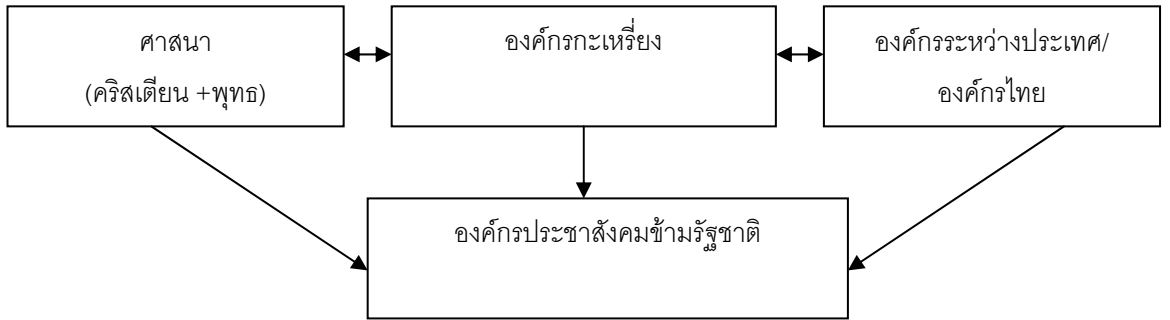 ศาสนา
(คริสเตียน +พุทธ)
องค์กรกะเหรี่ยง
องค์กรระหว่างประเทศ/
องค์กรไทย
องค์กรประชาสังคมข้ามรัฐชาติ